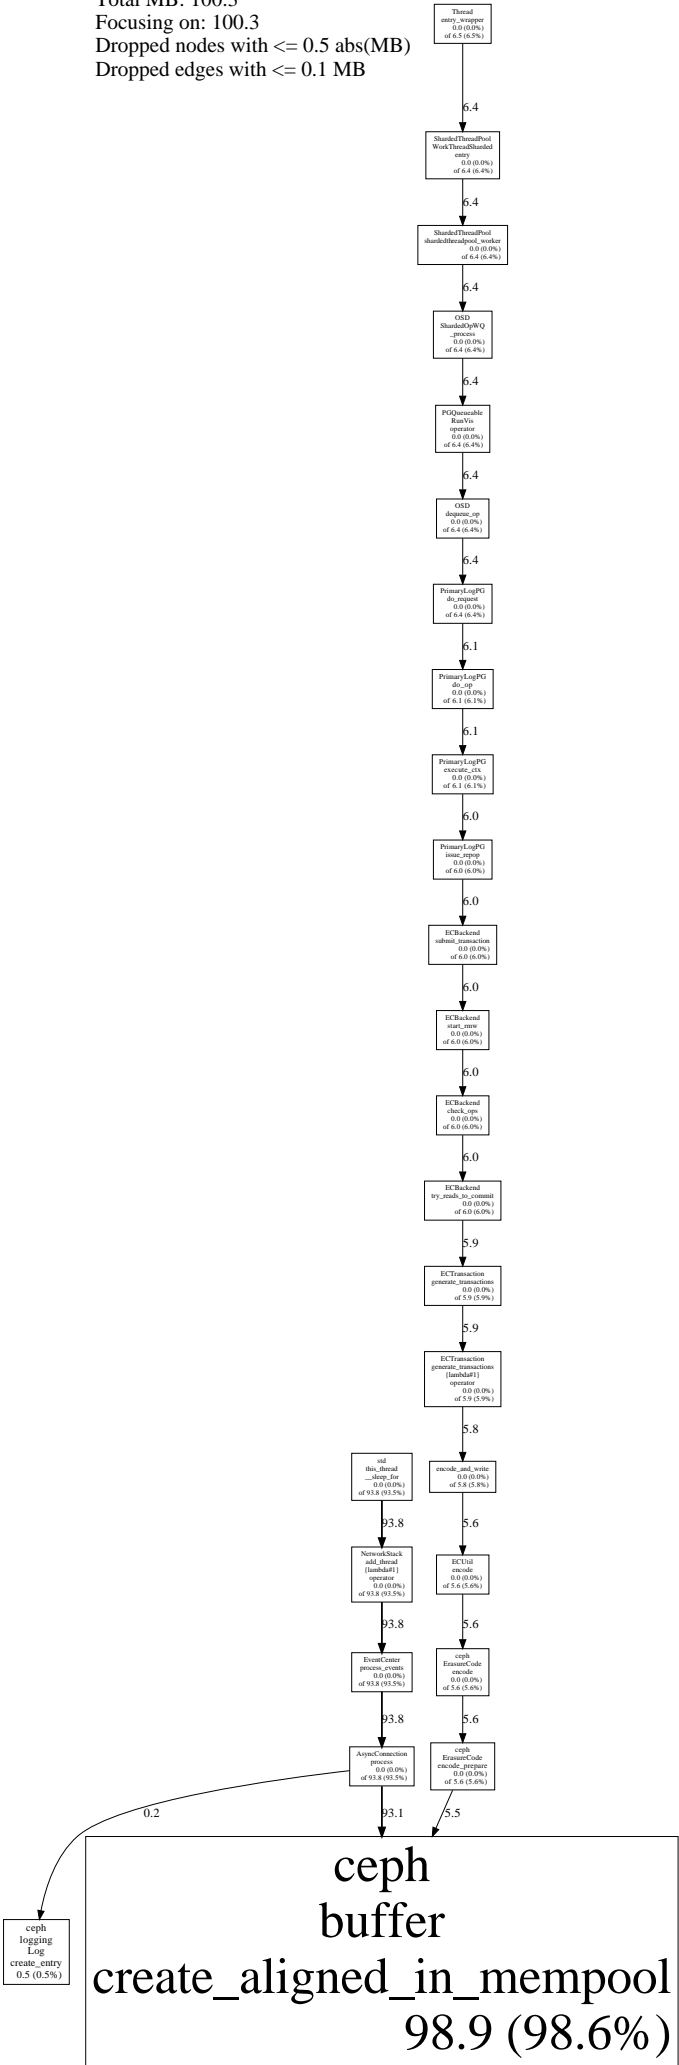 Total MB: 100.3
Focusing on: 100.3
Dropped nodes with <= 0.5 abs(MB)
Dropped edges with <= 0.1 MB
Thread
entry_wrapper
0.0 (0.0%)
of 6.5 (6.5%)
6.4
ShardedThreadPool
WorkThreadSharded
entry
0.0 (0.0%)
of 6.4 (6.4%)
6.4
ShardedThreadPool
shardedthreadpool_worker
0.0 (0.0%)
of 6.4 (6.4%)
6.4
OSD
ShardedOpWQ
_process
0.0 (0.0%)
of 6.4 (6.4%)
6.4
PGQueueable
RunVis
operator
0.0 (0.0%)
of 6.4 (6.4%)
6.4
OSD
dequeue_op
0.0 (0.0%)
of 6.4 (6.4%)
6.4
PrimaryLogPG
do_request
0.0 (0.0%)
of 6.4 (6.4%)
6.1
PrimaryLogPG
do_op
0.0 (0.0%)
of 6.1 (6.1%)
6.1
PrimaryLogPG
execute_ctx
0.0 (0.0%)
of 6.1 (6.1%)
6.0
PrimaryLogPG
issue_repop
0.0 (0.0%)
of 6.0 (6.0%)
6.0
ECBackend
submit_transaction
0.0 (0.0%)
of 6.0 (6.0%)
6.0
ECBackend
start_rmw
0.0 (0.0%)
of 6.0 (6.0%)
6.0
ECBackend
check_ops
0.0 (0.0%)
of 6.0 (6.0%)
6.0
ECBackend
try_reads_to_commit
0.0 (0.0%)
of 6.0 (6.0%)
5.9
ECTransaction
generate_transactions
0.0 (0.0%)
of 5.9 (5.9%)
5.9
ECTransaction
generate_transactions
{lambda#1}
operator
0.0 (0.0%)
of 5.9 (5.9%)
5.8
std
this_thread
__sleep_for
0.0 (0.0%)
of 93.8 (93.5%)
encode_and_write
0.0 (0.0%)
of 5.8 (5.8%)
93.8
5.6
NetworkStack
add_thread
{lambda#1}
operator
0.0 (0.0%)
of 93.8 (93.5%)
ECUtil
encode
0.0 (0.0%)
of 5.6 (5.6%)
93.8
5.6
EventCenter
process_events
0.0 (0.0%)
of 93.8 (93.5%)
ceph
ErasureCode
encode
0.0 (0.0%)
of 5.6 (5.6%)
93.8
5.6
AsyncConnection
process
0.0 (0.0%)
of 93.8 (93.5%)
ceph
ErasureCode
encode_prepare
0.0 (0.0%)
of 5.6 (5.6%)
0.2
93.1
5.5
ceph
logging
Log
create_entry
0.5 (0.5%)
ceph
buffer
create_aligned_in_mempool
98.9 (98.6%)